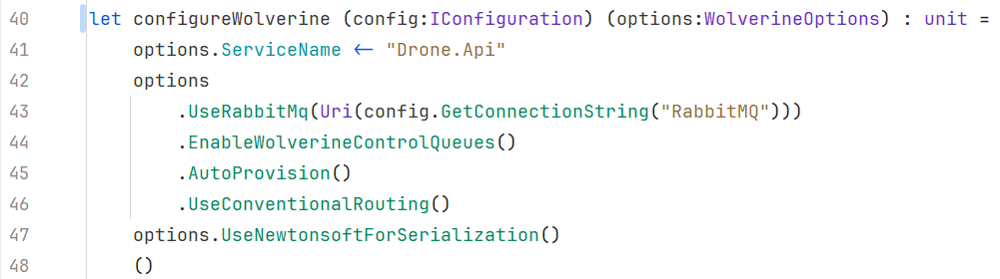 40 let configureWolverine (config:IConfiguration) (options:WolverineOptions) : unit =
41 options.ServiceName <- "Drone.Api"
42 options
43 .UseRabbitMq(Uri(config.GetConnectionString("RabbitMQ")))
44 .EnableWolverineControlQueues()
45 .AutoProvision()
46 .UseConventionalRouting()
47 options.UseNewtonsoftForSerialization()
48 ()